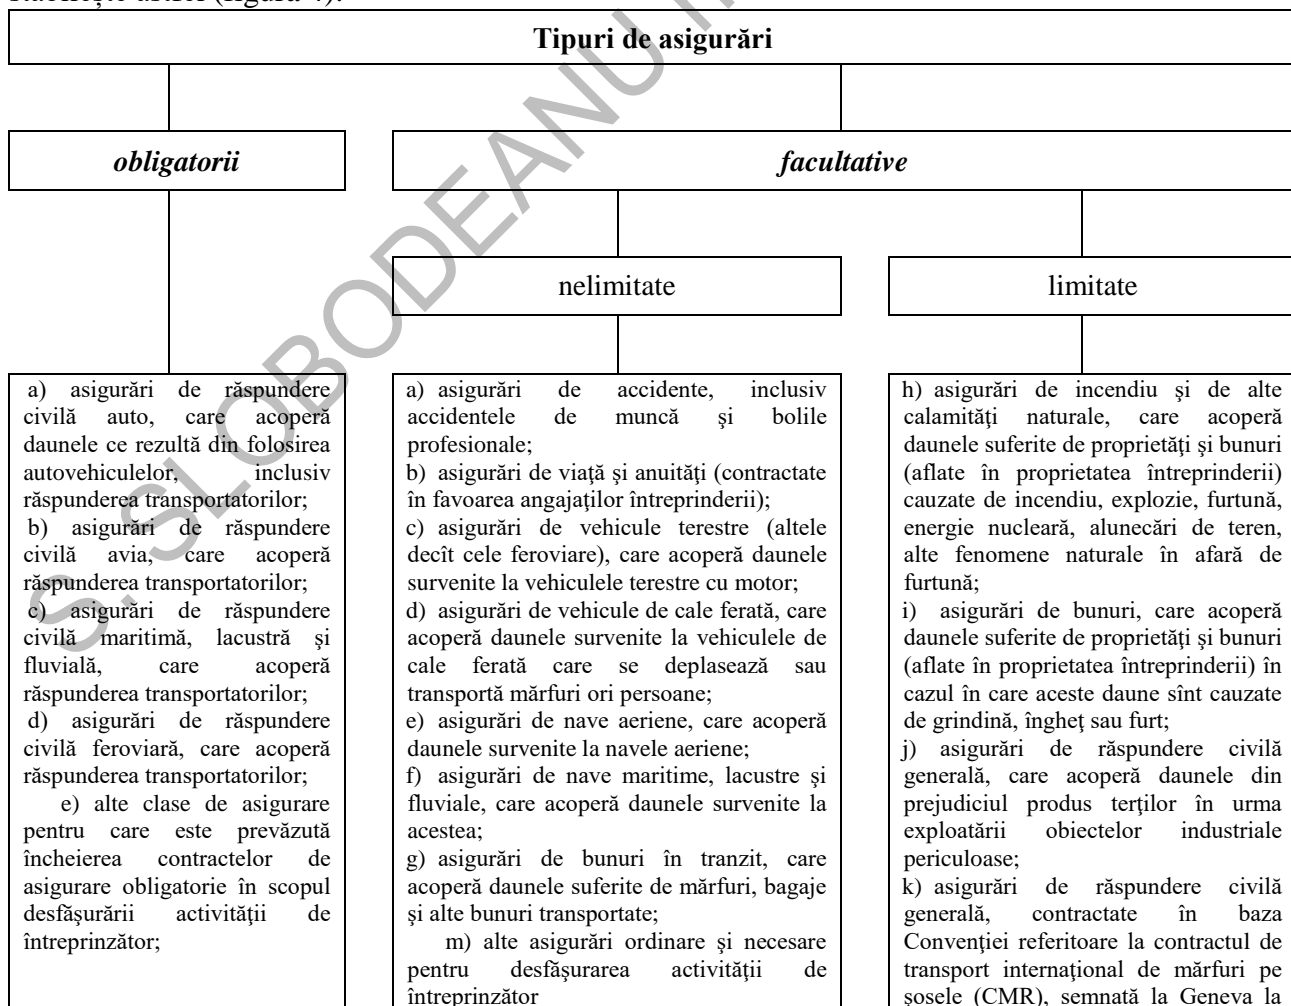 Tipuri de asigurări
obligatorii
facultative
nelimitate
limitate
a) asigurări de răspundere
civilă auto, care acoperă
daunele ce rezultă din folosirea
autovehiculelor, inclusiv
răspunderea transportatorilor;
b) asigurări de răspundere
civilă avia, care acoperă
răspunderea transportatorilor;
c) asigurări de răspundere
civilă maritimă, lacustră şi
fluvială, care acoperă
răspunderea transportatorilor;
d) asigurări de răspundere
civilă feroviară, care acoperă
răspunderea transportatorilor;
e) alte clase de asigurare
pentru care este prevăzută
încheierea contractelor de
asigurare obligatorie în scopul
desfăşurării activităţii de
întreprinzător;
a) asigurări de accidente, inclusiv
accidentele de muncă şi bolile
profesionale;
b) asigurări de viaţă şi anuităţi (contractate
în favoarea angajaţilor întreprinderii);
c) asigurări de vehicule terestre (altele
decît cele feroviare), care acoperă daunele
survenite la vehiculele terestre cu motor;
d) asigurări de vehicule de cale ferată, care
acoperă daunele survenite la vehiculele de
cale ferată care se deplasează sau
transportă mărfuri ori persoane;
e) asigurări de nave aeriene, care acoperă
daunele survenite la navele aeriene;
f) asigurări de nave maritime, lacustre şi
fluviale, care acoperă daunele survenite la
acestea;
g) asigurări de bunuri în tranzit, care
acoperă daunele suferite de mărfuri, bagaje
şi alte bunuri transportate;
m) alte asigurări ordinare şi necesare
pentru desfăşurarea activităţii de
întreprinzător
h) asigurări de incendiu şi de alte
calamităţi naturale, care acoperă
daunele suferite de proprietăţi şi bunuri
(aflate în proprietatea întreprinderii)
cauzate de incendiu, explozie, furtună,
energie nucleară, alunecări de teren,
alte fenomene naturale în afară de
furtună;
i) asigurări de bunuri, care acoperă
daunele suferite de proprietăţi şi bunuri
(aflate în proprietatea întreprinderii) în
cazul în care aceste daune sînt cauzate
de grindină, îngheţ sau furt;
j) asigurări de răspundere civilă
generală, care acoperă daunele din
prejudiciul produs terţilor în urma
exploatării obiectelor industriale
periculoase;
k) asigurări de răspundere civilă
generală, contractate în baza
Convenţiei referitoare la contractul de
transport internaţional de mărfuri pe
şosele (CMR), semnată la Geneva la
S. SLOBODEANU